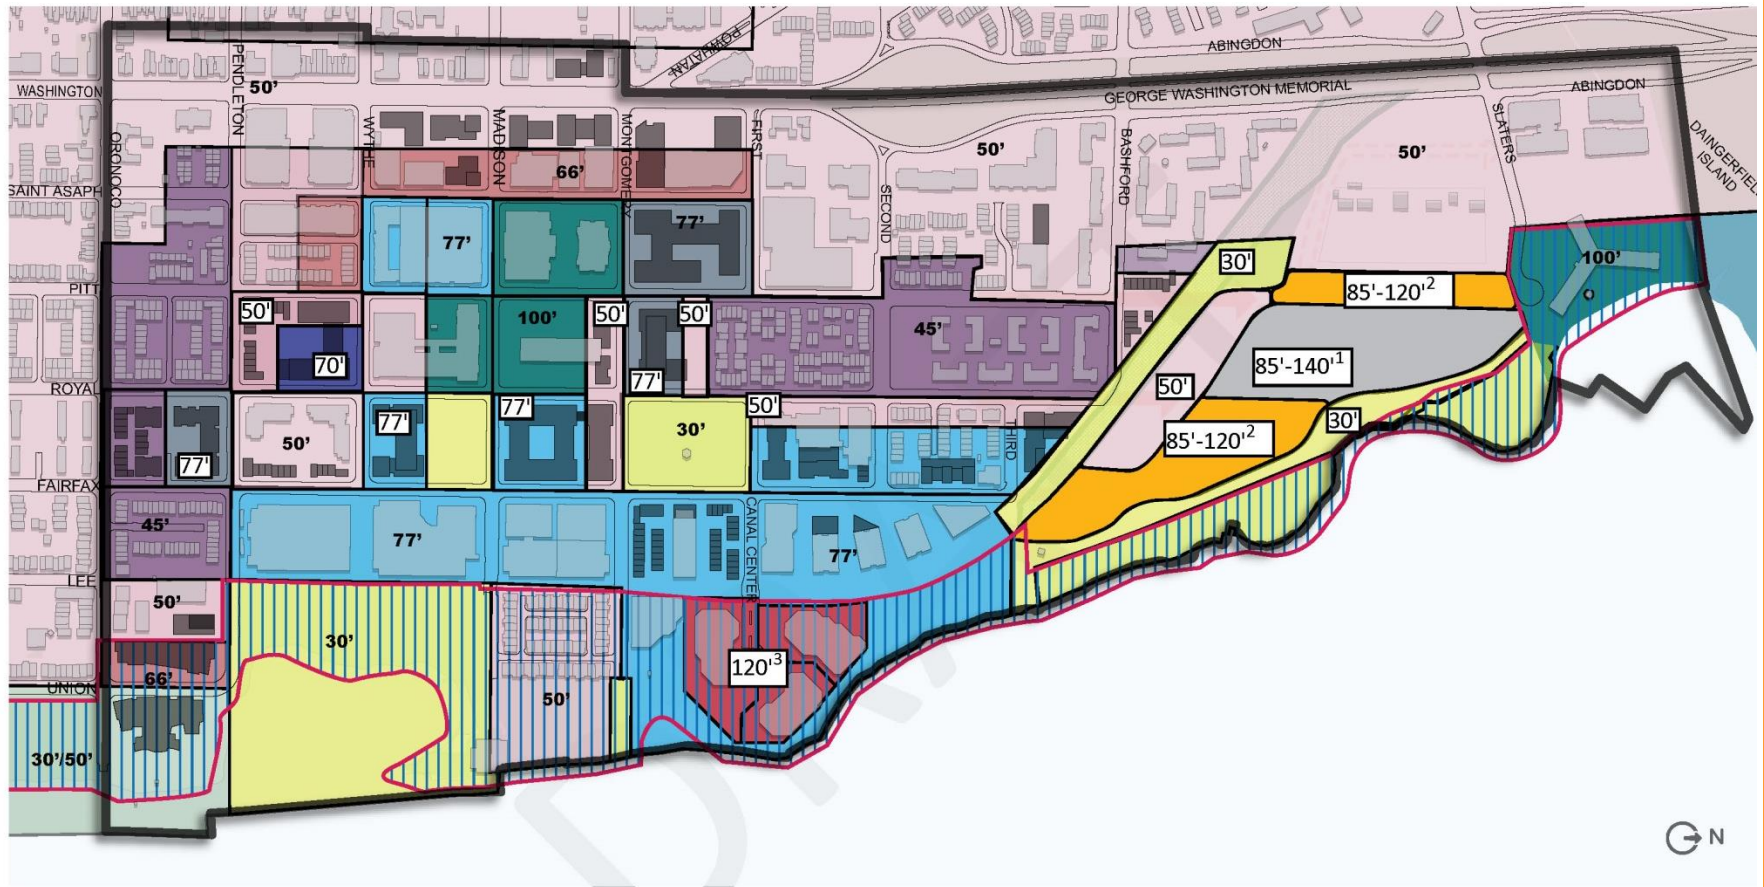 ABINGDON
POWHATAN
WASHINGTON
PENDLETON
50’
GEORGE WASHINGTON MEMORIAL
ABINGDON
ORONOCO
WYTHE
MADISON
MONTGOMERY
FIRST
SECOND
50’
BASHFORD
50’
SLATERS
DAINGERFIELD
ISLAND
SAINT ASAPH
66’
77’
77’
30'
100’
85'-120'²
PITT
50'
100’
50'
50'
45’
70'
77'
85'-140'¹
50'
ROYAL
77'
77'
50'
50’
30’
THIRD
30'
85'-120'²
77'
FAIRFAX
45’
77’
CANAL CENTER
77’
LEE
50’
30’
66’
UNION
120'³
50’
30’/50’
DRAFT
N